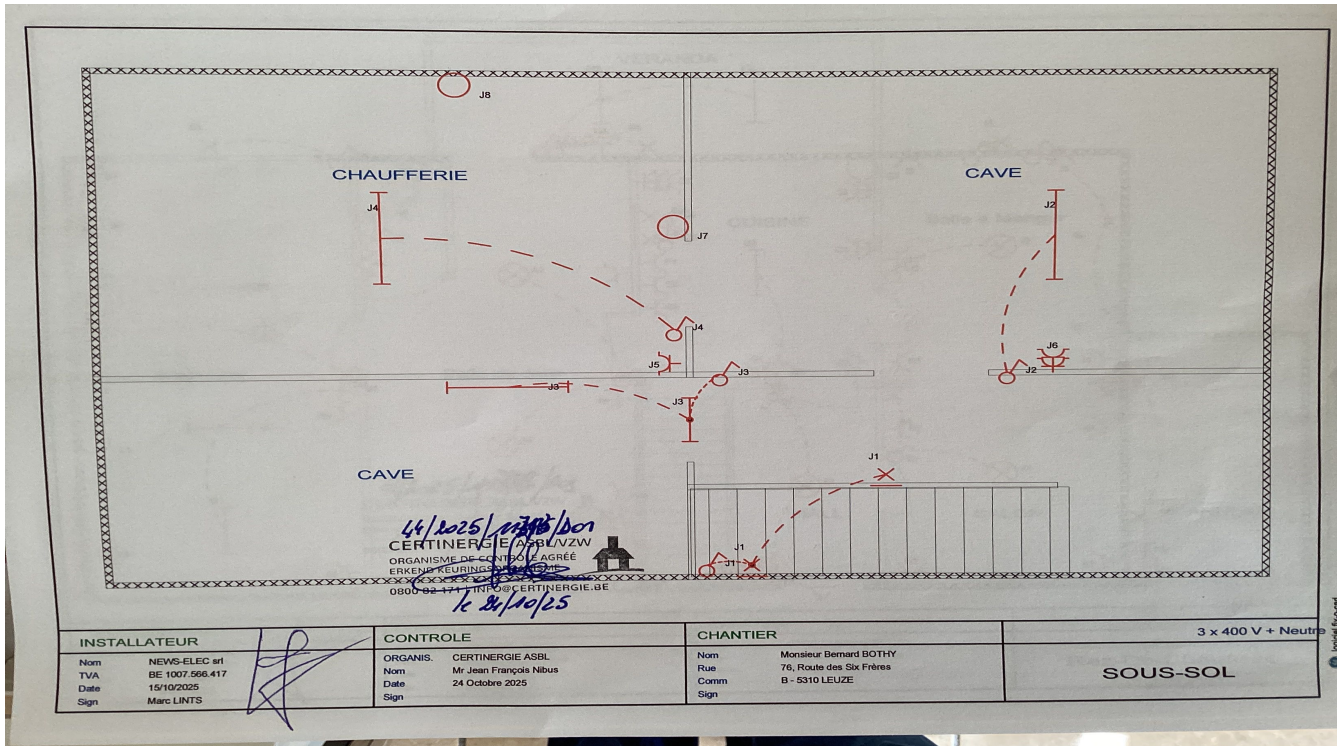 J8
CHAUFFERIE
CAVE
J4
J2
J7
J4
J5
J6
J3
J2
J3
J3
J1
CAVE
J1
J1
44/2025/
CERTINERGIE ASBL/VZW
ORGANISME DE CONTRÔLE AGRÉÉ
ERKEND KEURINGSORGANISME
INFO@CERTINERGIE.BE
le 24/10/25
INSTALLATEUR
Nom NEWS-ELEC srl
TVA BE 1007.566.417
Date 15/10/2025
Sign Marc LINTS
CONTROLE
ORGANIS. CERTINERGIE ASBL
Nom Mr Jean François Nibus
Date 24 Octobre 2025
Sign
CHANTIER
Nom Monsieur Bernard BOTHY
Rue 76, Route des Six Frères
Comm B - 5310 LEUZE
Sign
3 x 400 V + Neutre
SOUS-SOL